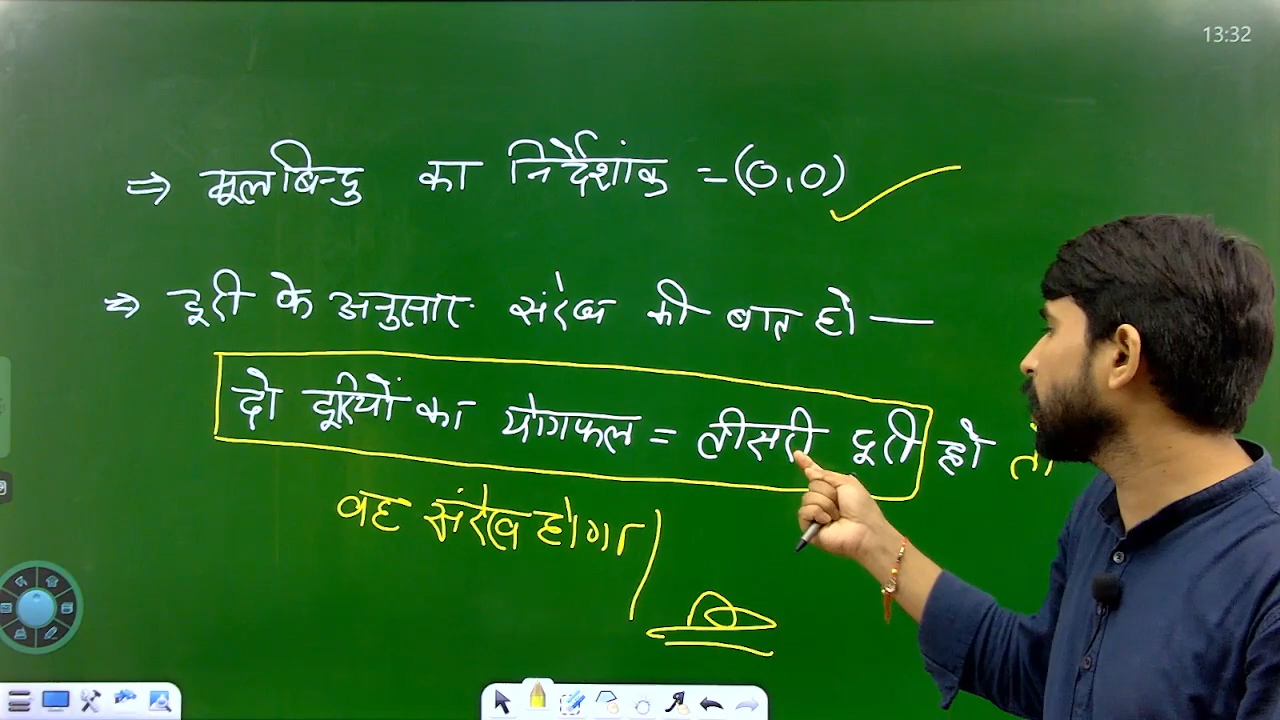 13:32
⇒ मूलबिन्दु का निर्देशांक = (0,0)
⇒ दूरी के अनुसार संरेख की बात हो —
दो दूरियों का योगफल = तीसरी दूरी हो तो
वह संरेख होगा|